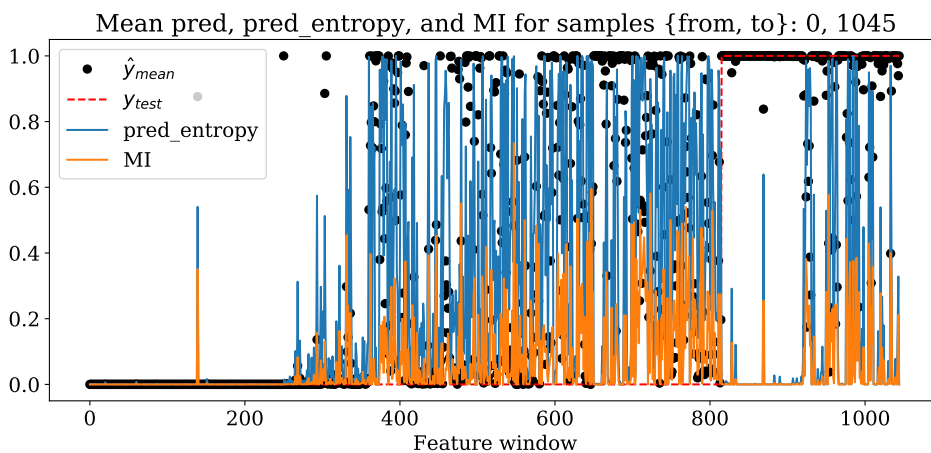 Mean pred, pred_entropy, and MI for samples {from, to}: 0, 1045
1.0
0.8
0.6
0.4
0.2
0.0
ŷ_mean
y_test
pred_entropy
MI
0 200 400 600 800 1000
Feature window